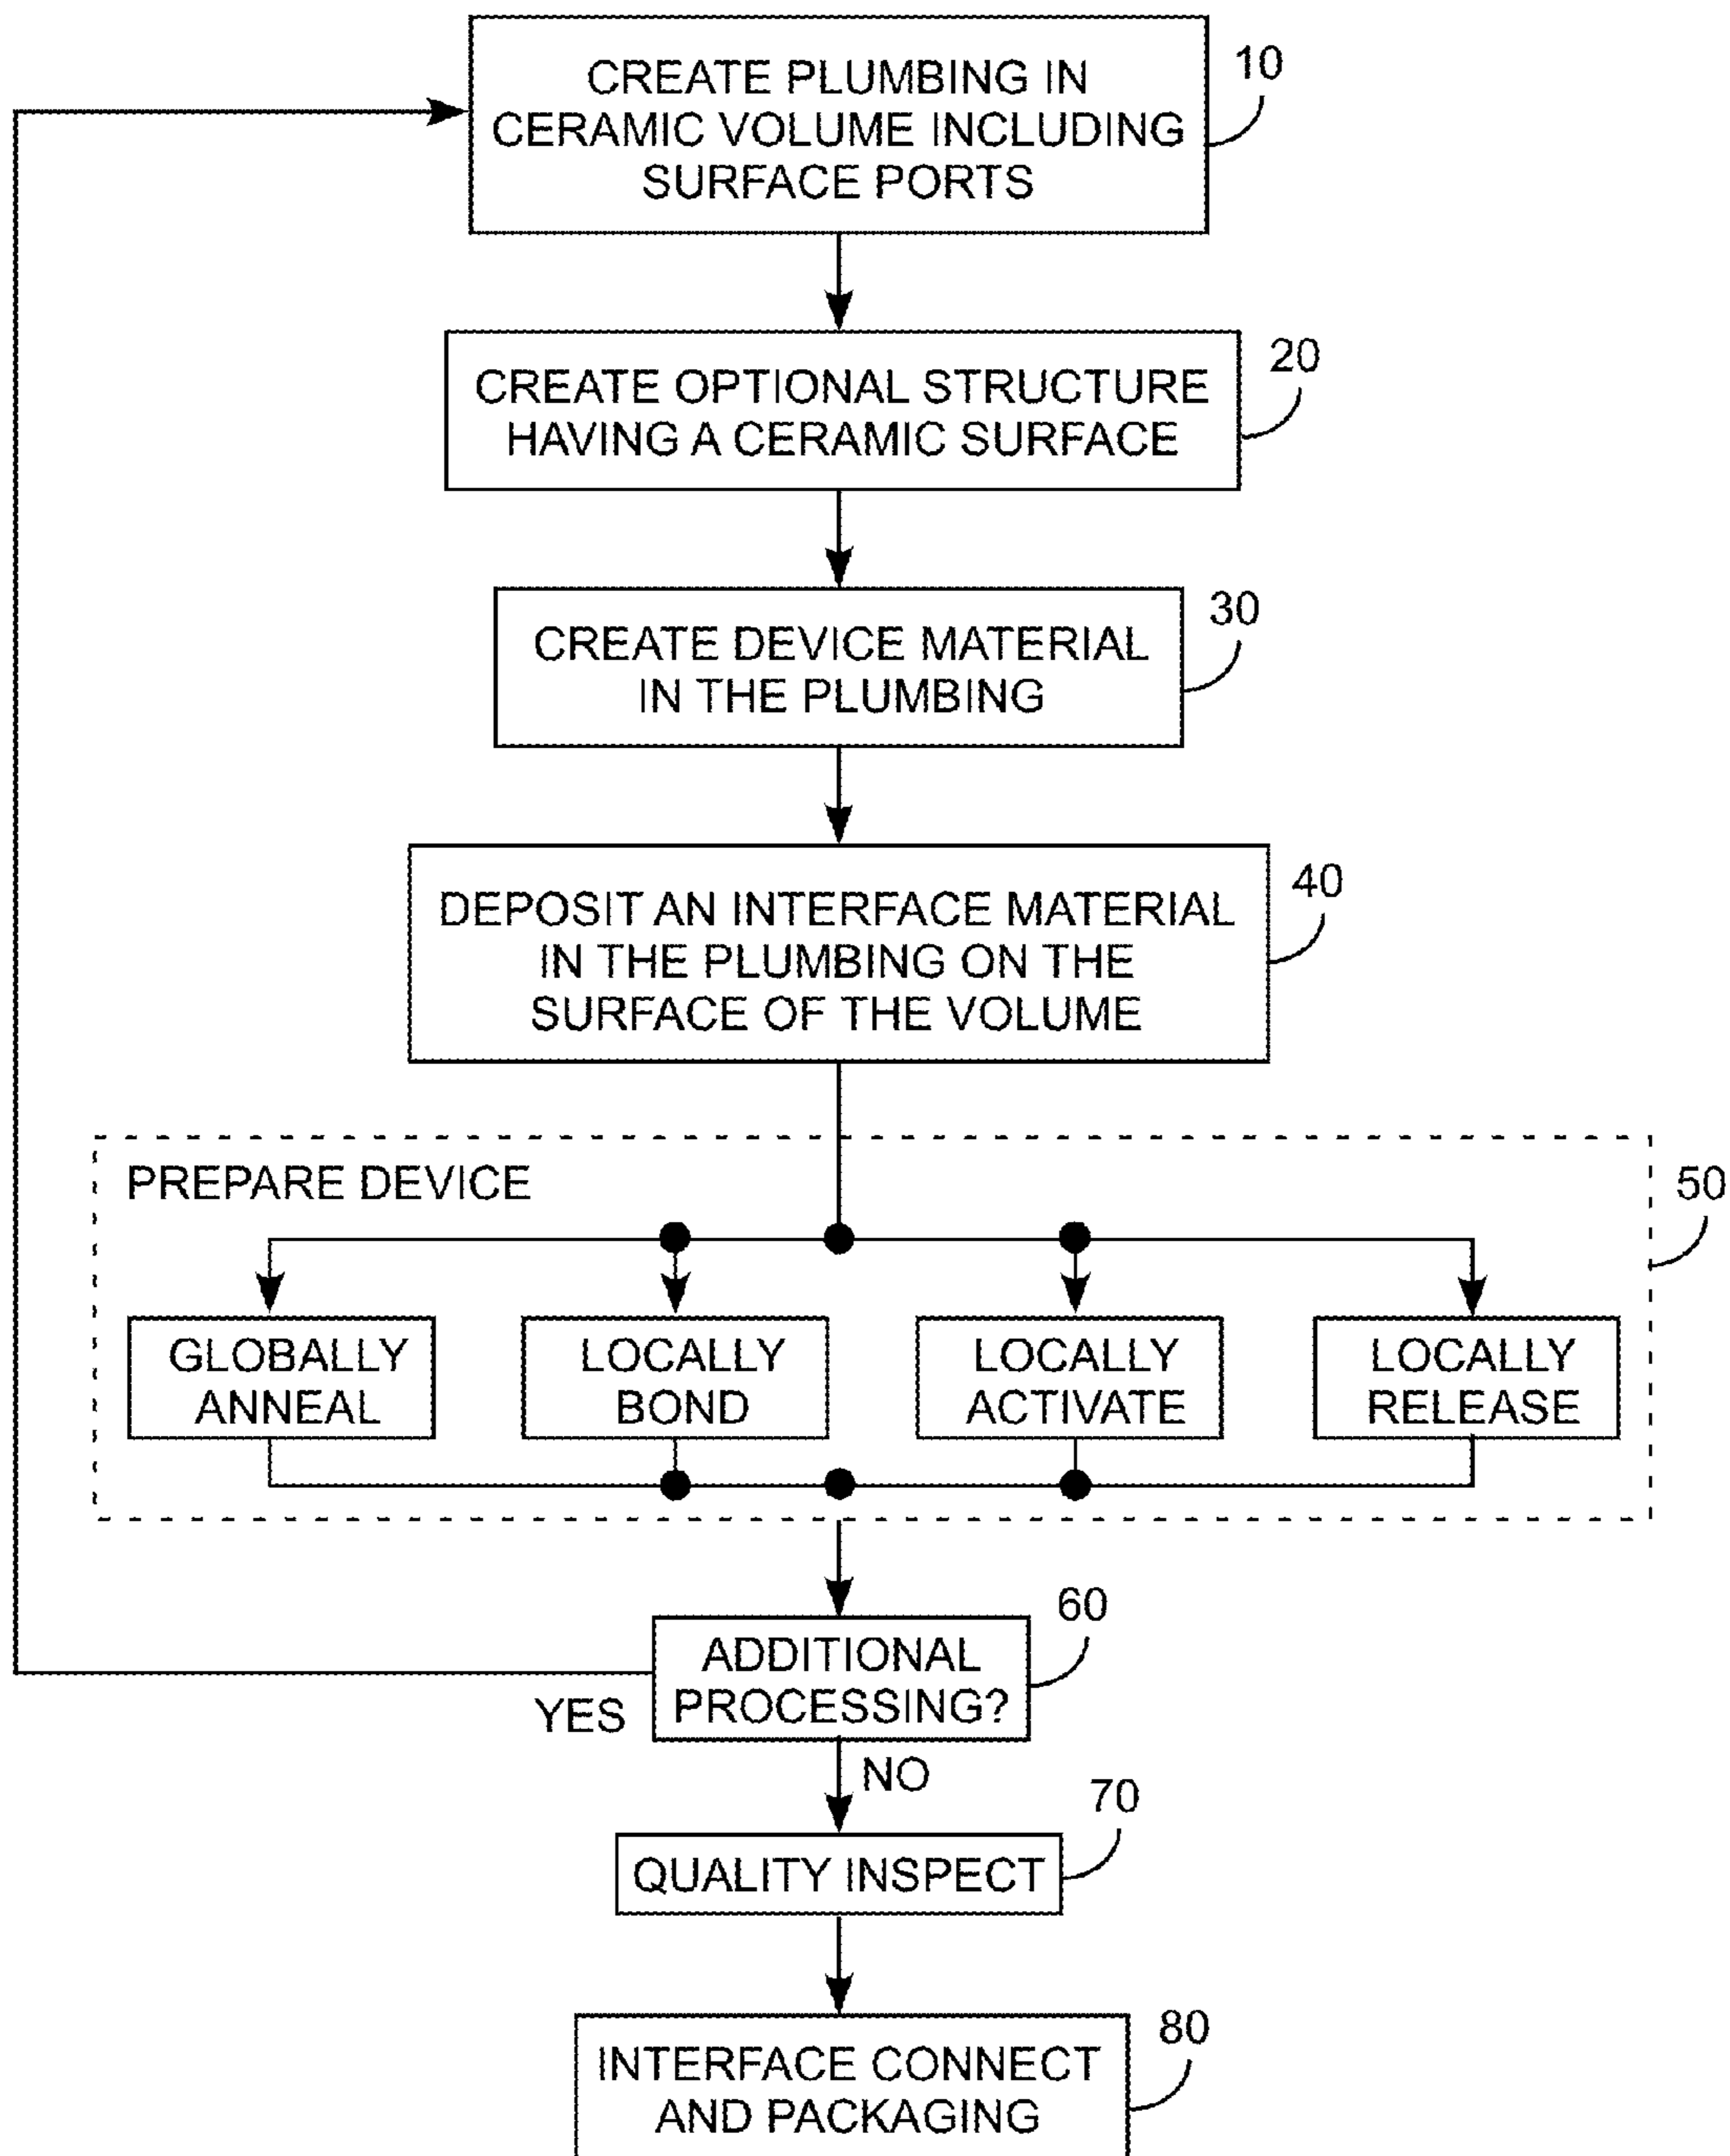 CREATE PLUMBING IN
CERAMIC VOLUME INCLUDING
SURFACE PORTS
10
CREATE OPTIONAL STRUCTURE
HAVING A CERAMIC SURFACE
20
CREATE DEVICE MATERIAL
IN THE PLUMBING
30
DEPOSIT AN INTERFACE MATERIAL
IN THE PLUMBING ON THE
SURFACE OF THE VOLUME
40
PREPARE DEVICE
50
GLOBALLY
ANNEAL
LOCALLY
BOND
LOCALLY
ACTIVATE
LOCALLY
RELEASE
ADDITIONAL
PROCESSING?
60
YES
NO
QUALITY INSPECT
70
INTERFACE CONNECT
AND PACKAGING
80